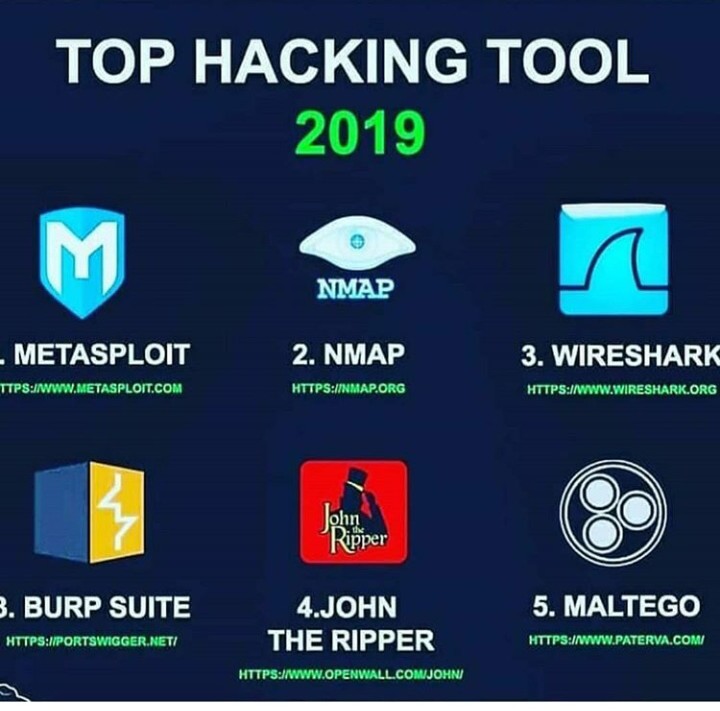 TOP HACKING TOOL
2019
NMAP
. METASPLOIT
2. NMAP
3. WIRESHARK
TTPS://WWW.METASPLOIT.COM
HTTPS://NMAP.ORG
HTTPS://WWW.WIRESHARK.ORG
John
the
Ripper
3. BURP SUITE
4.JOHN
THE RIPPER
5. MALTEGO
HTTPS://PORTSWIGGER.NET/
HTTPS://WWW.OPENWALL.COM/JOHN/
HTTPS://WWW.PATERVA.COM/